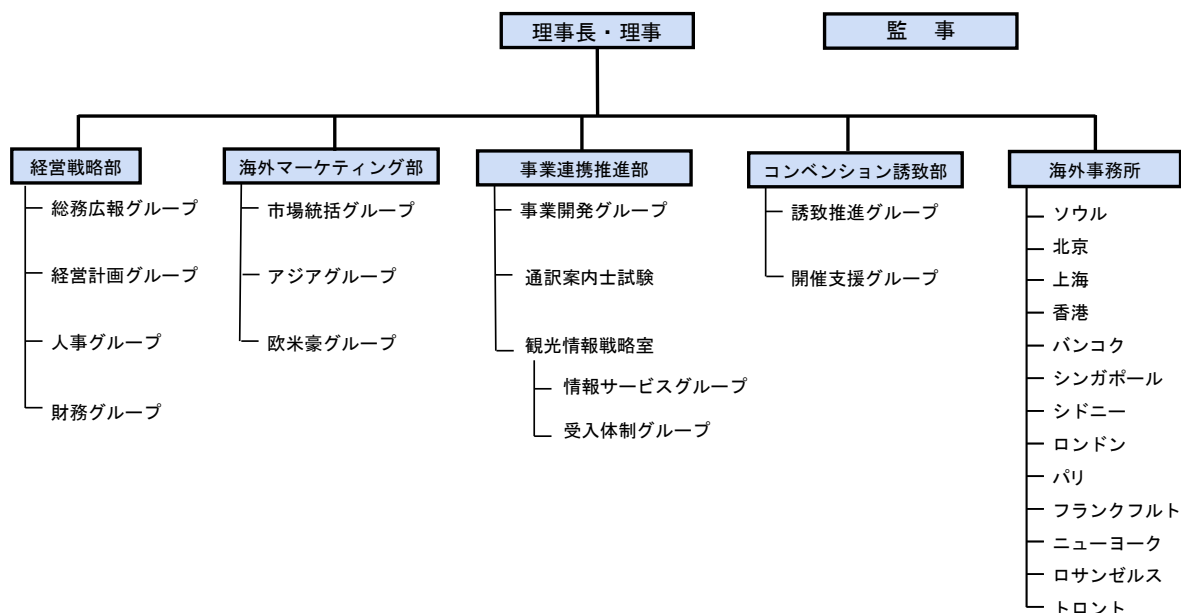 理事長・理事
監 事
経営戦略部
総務広報グループ
経営計画グループ
人事グループ
財務グループ
海外マーケティング部
市場統括グループ
アジアグループ
欧米豪グループ
事業連携推進部
事業開発グループ
通訳案内士試験
観光情報戦略室
情報サービスグループ
受入体制グループ
コンベンション誘致部
誘致推進グループ
開催支援グループ
海外事務所
ソウル
北京
上海
香港
バンコク
シンガポール
シドニー
ロンドン
パリ
フランクフルト
ニューヨーク
ロサンゼルス
トロント